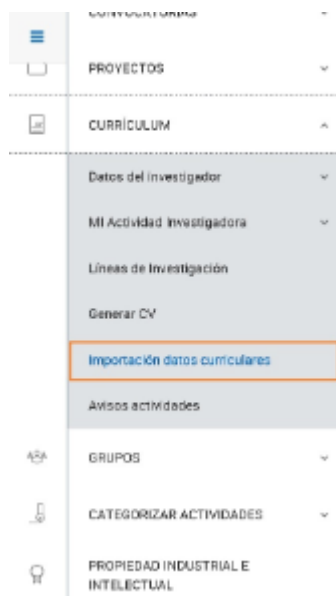 CONVOCATORIAS
PROYECTOS
CURRÍCULUM
Datos del investigador
Mi Actividad Investigadora
Líneas de Investigación
Generar CV
Importación datos curriculares
Avisos actividades
GRUPOS
CATEGORIZAR ACTIVIDADES
PROPIEDAD INDUSTRIAL E
INTELECTUAL